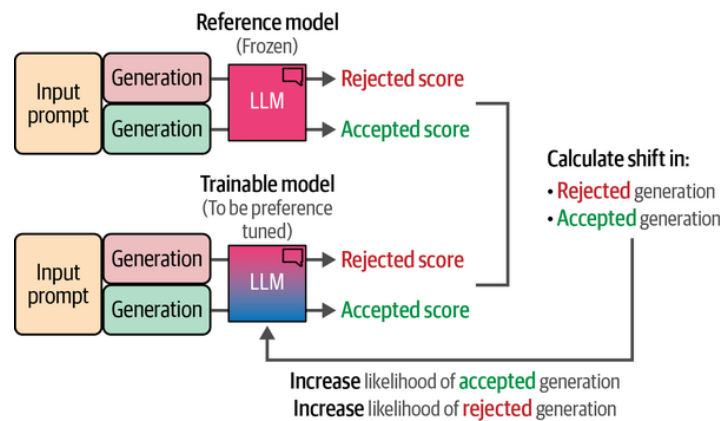 Reference model
(Frozen)
Input
prompt
Generation
Generation
LLM
Rejected score
Accepted score
Trainable model
(To be preference
tuned)
Input
prompt
Generation
Generation
LLM
Rejected score
Accepted score
Calculate shift in:
• Rejected generation
• Accepted generation
Increase likelihood of accepted generation
Increase likelihood of rejected generation